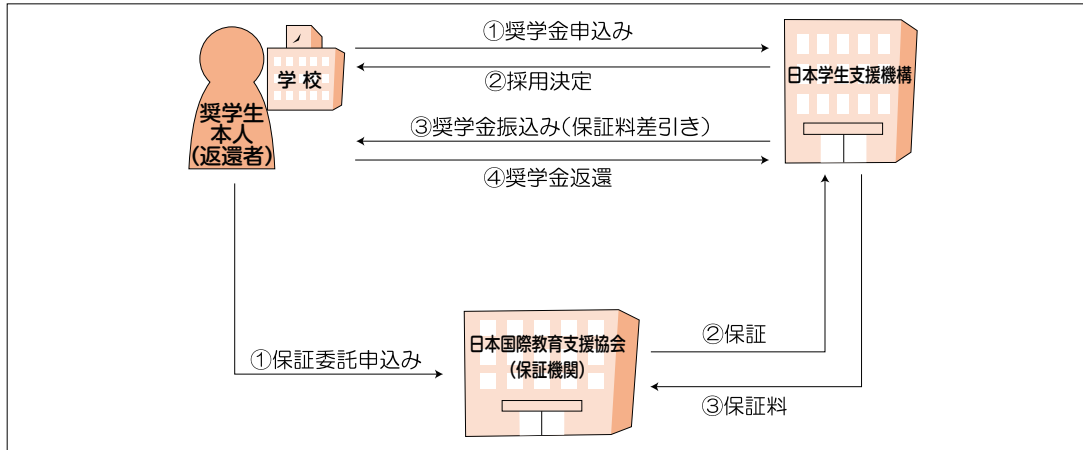 ①奨学金申込み
学校
②採用決定
日本学生支援機構
奨学生
本人
(返還者)
③奨学金振込み(保証料差引き)
④奨学金返還
①保証委託申込み
日本国際教育支援協会
(保証機関)
②保証
③保証料